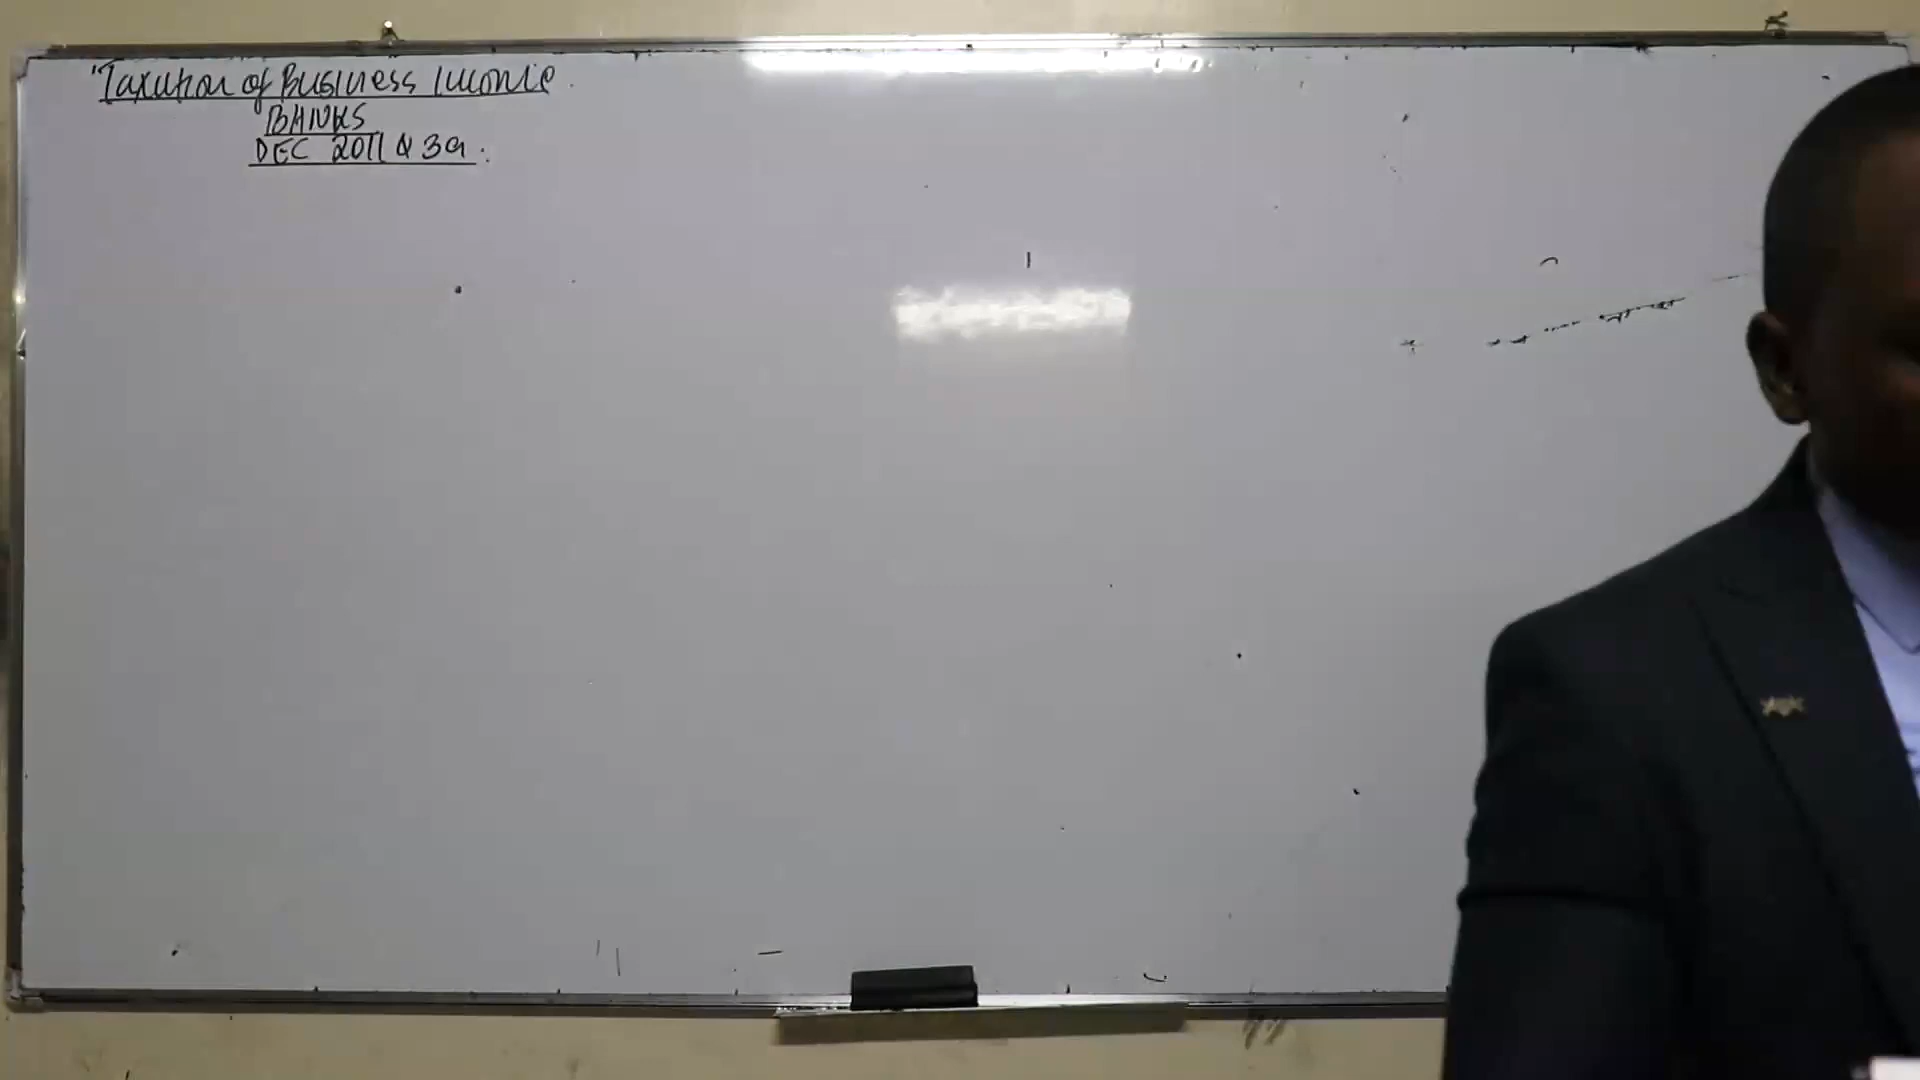 Taxation of Business Income.
BANKS
DEC 2011 Q 3a.